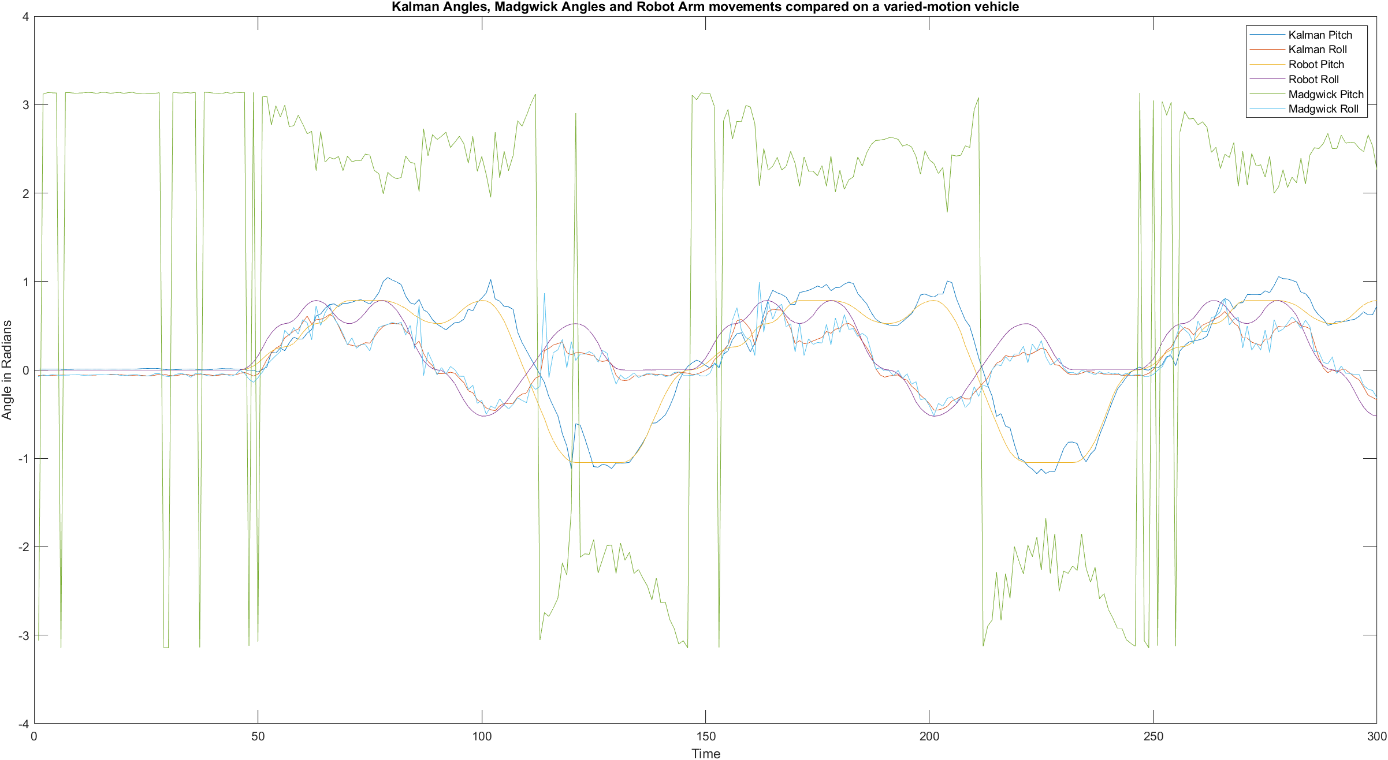 Kalman Angles, Madgwick Angles and Robot Arm movements compared on a varied-motion vehicle
Kalman Pitch
Kalman Roll
Robot Pitch
Robot Roll
Madgwick Pitch
Madgwick Roll
4
3
2
1
0
-1
-2
-3
-4
Angle in Radians
0 50 100 150 200 250 300
Time